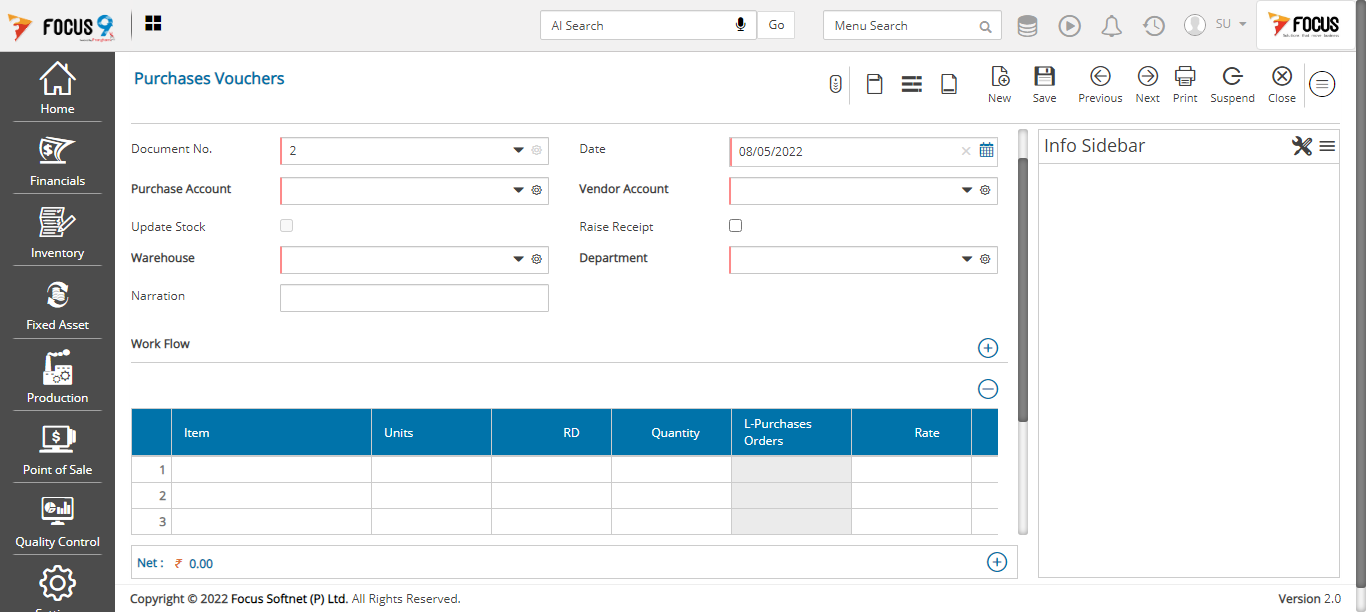 FOCUS 9
AI Search
Go
Menu Search
SU
FOCUS
Home
Financials
Inventory
Fixed Asset
Production
Point of Sale
Quality Control
Purchases Vouchers
New
Save
Previous
Next
Print
Suspend
Close
Document No.
2
Date
08/05/2022
Purchase Account
Vendor Account
Update Stock
Raise Receipt
Warehouse
Department
Narration
Work Flow
Item
Units
RD
Quantity
L-Purchases
Orders
Rate
1
2
3
Net : ₹ 0.00
Info Sidebar
Copyright © 2022 Focus Softnet (P) Ltd. All Rights Reserved.
Version 2.0